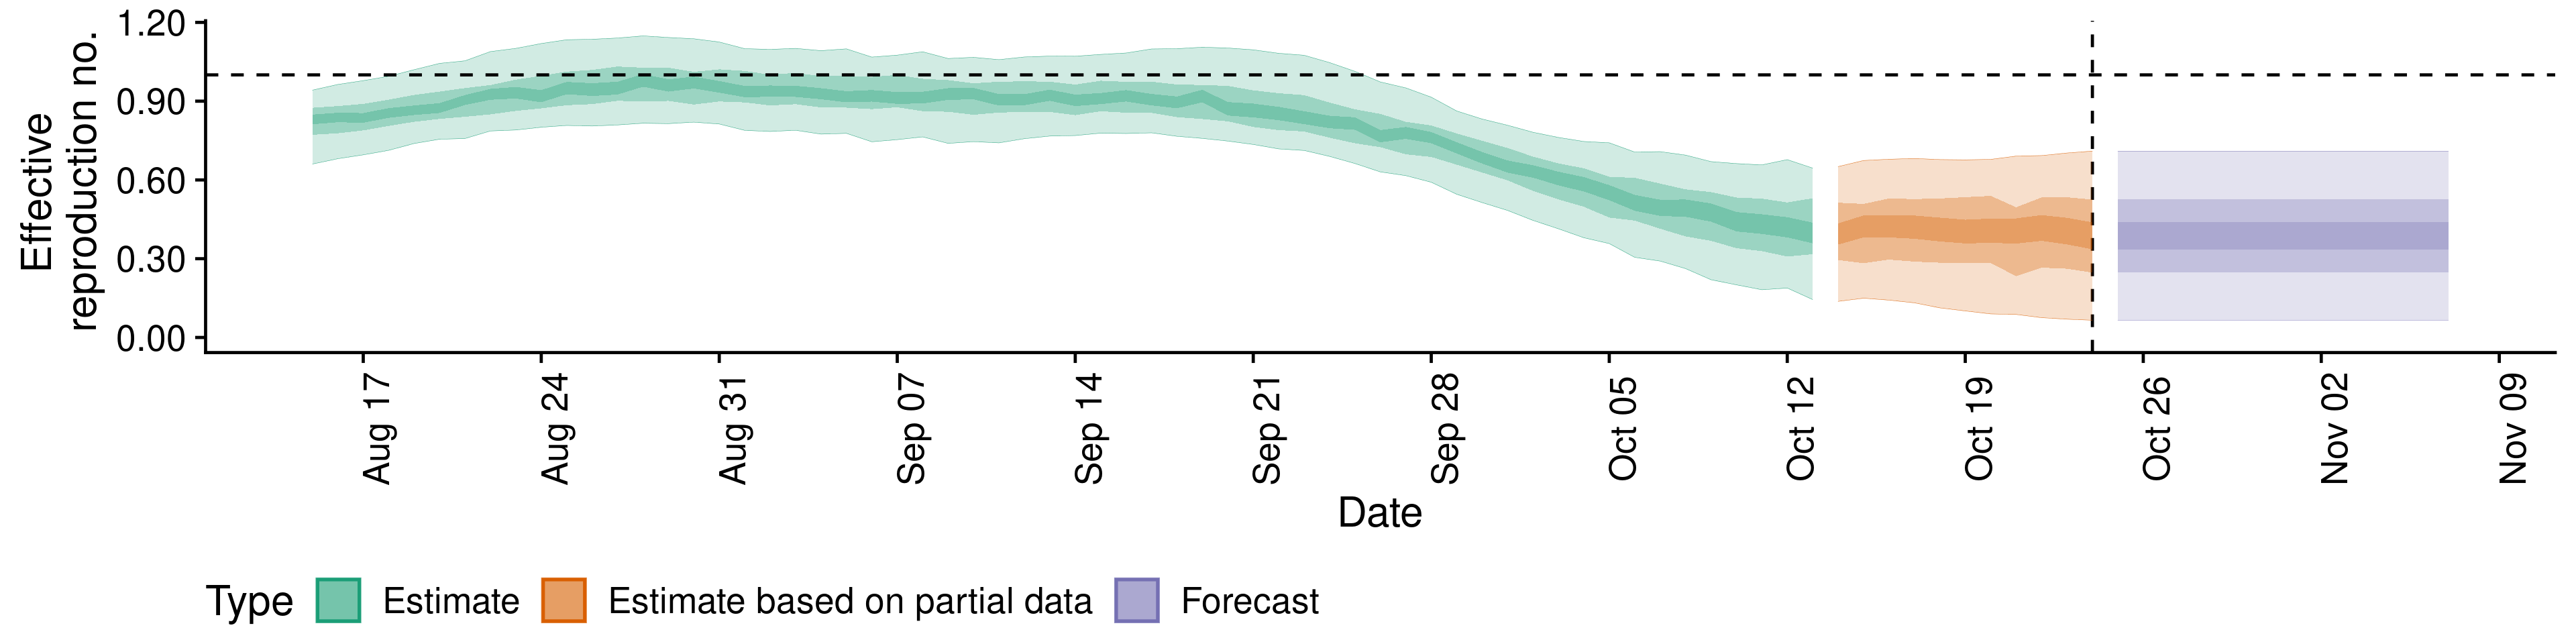 Effective
reproduction no.
1.20
0.90
0.60
0.30
0.00
Aug 17
Aug 24
Aug 31
Sep 07
Sep 14
Sep 21
Sep 28
Oct 05
Oct 12
Oct 19
Oct 26
Nov 02
Nov 09
Date
Type Estimate Estimate based on partial data Forecast